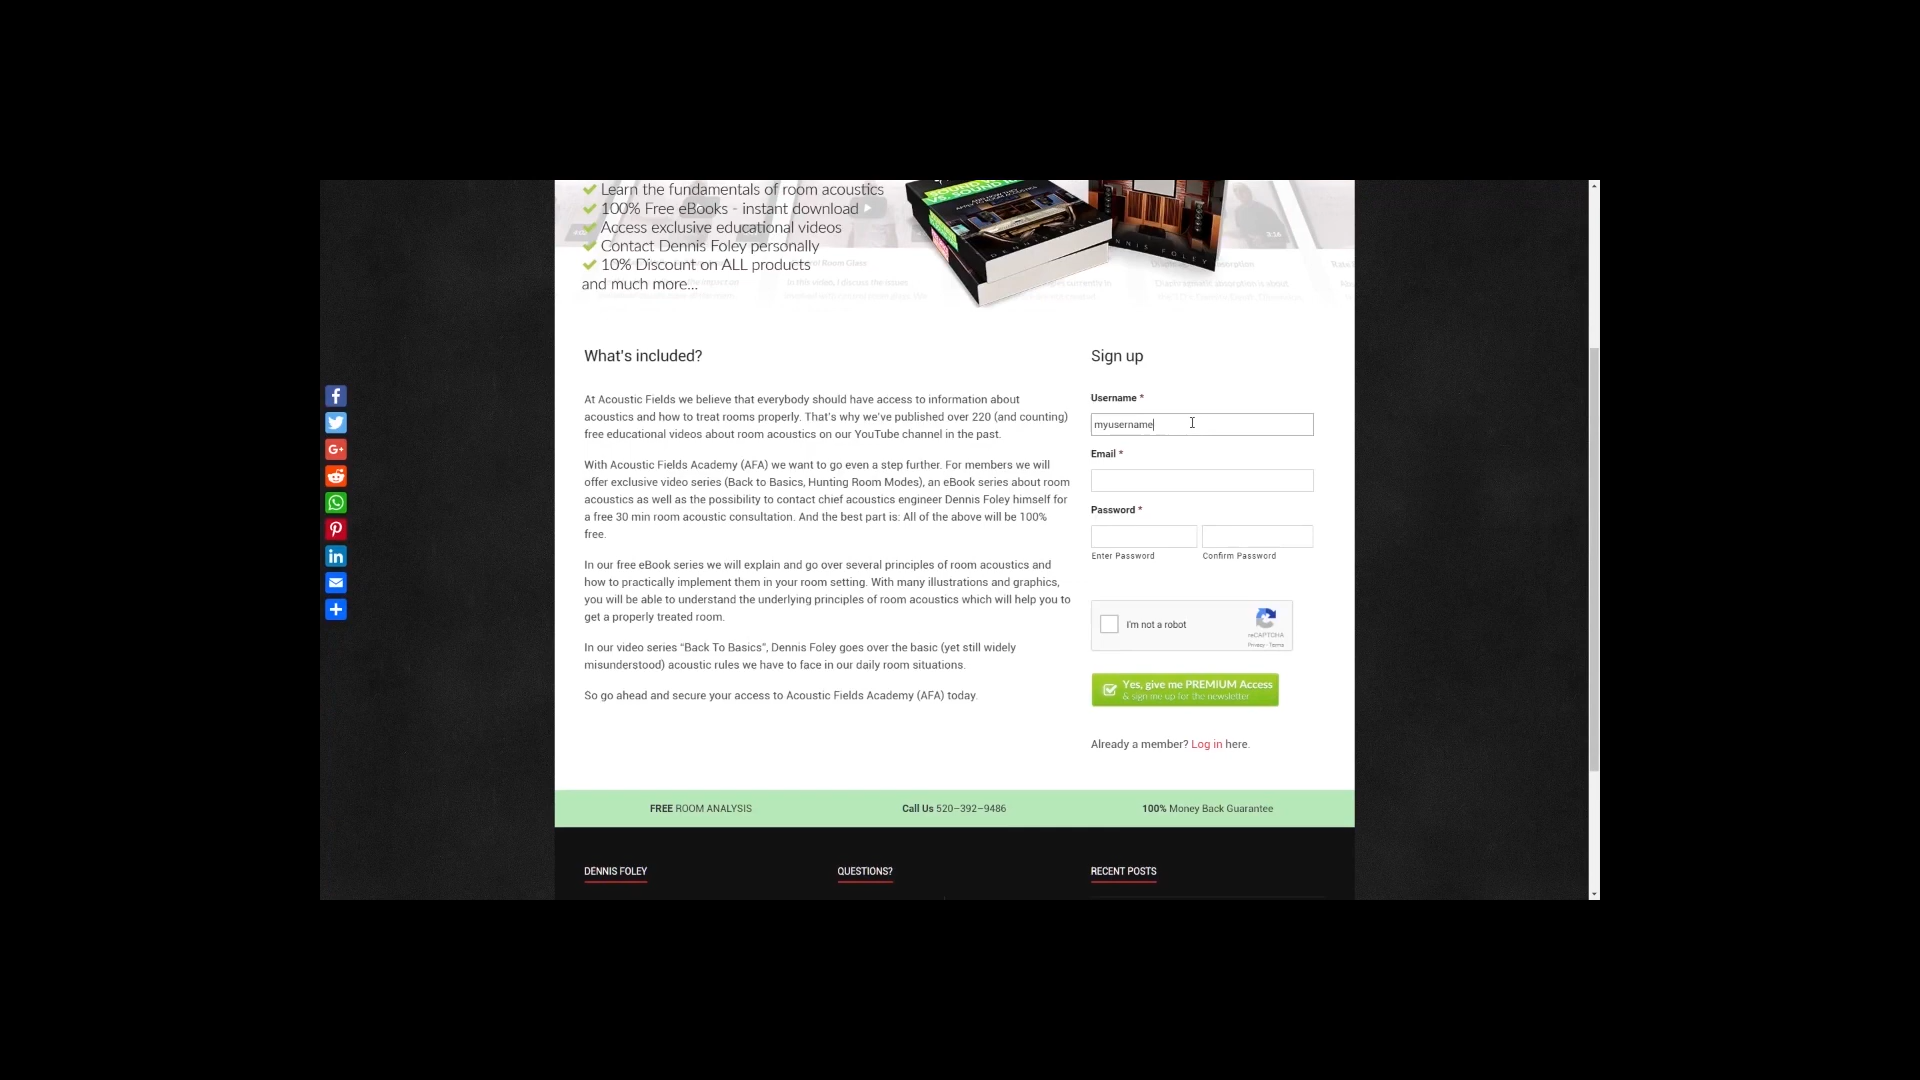 Learn the fundamentals of room acoustics
100% Free eBooks - instant download
Access exclusive educational videos
Contact Dennis Foley personally
10% Discount on ALL products
and much more...
3:16
What's included?
At Acoustic Fields we believe that everybody should have access to information about
acoustics and how to treat rooms properly. That's why we've published over 220 (and counting)
free educational videos about room acoustics on our YouTube channel in the past.
With Acoustic Fields Academy (AFA) we want to go even a step further. For members we will
offer exclusive video series (Back to Basics, Hunting Room Modes), an eBook series about room
acoustics as well as the possibility to contact chief acoustics engineer Dennis Foley himself for
a free 30 min room acoustic consultation. And the best part is: All of the above will be 100%
free.
In our free eBook series we will explain and go over several principles of room acoustics and
how to practically implement them in your room setting. With many illustrations and graphics,
you will be able to understand the underlying principles of room acoustics which will help you to
get a properly treated room.
In our video series “Back To Basics”, Dennis Foley goes over the basic (yet still widely
misunderstood) acoustic rules we have to face in our daily room situations.
So go ahead and secure your access to Acoustic Fields Academy (AFA) today.
Sign up
Username *
myusername
Email *
Password *
Enter Password Confirm Password
I'm not a robot
reCAPTCHA
Privacy - Terms
Yes, give me PREMIUM Access
& sign me up for the newsletter
Already a member? Log in here.
FREE ROOM ANALYSIS
Call Us 520–392–9486
100% Money Back Guarantee
DENNIS FOLEY
QUESTIONS?
RECENT POSTS